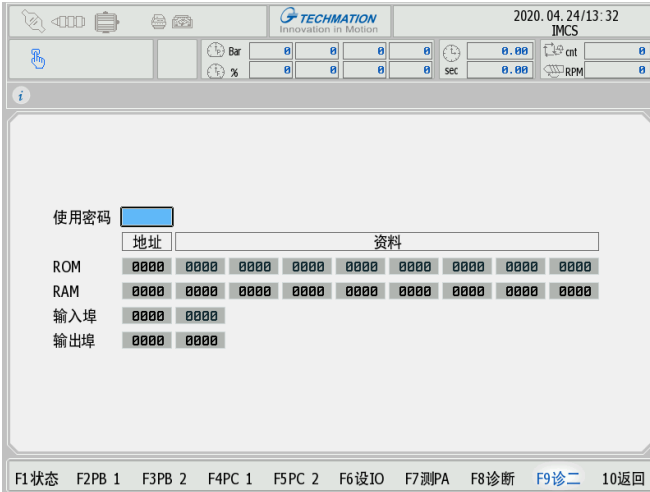 TECHMATION
Innovation in Motion
2020.04.24/13:32
IMCS
Bar 0 0 0 0.00 cnt 0
% 0 0 0 sec 0.00 RPM 0
i
使用密码
地址 资料
ROM 0000 0000 0000 0000 0000 0000 0000 0000 0000
RAM 0000 0000 0000 0000 0000 0000 0000 0000 0000
输入埠 0000 0000
输出埠 0000 0000
F1状态 F2PB 1 F3PB 2 F4PC 1 F5PC 2 F6设IO F7测PA F8诊断 F9诊二 10返回